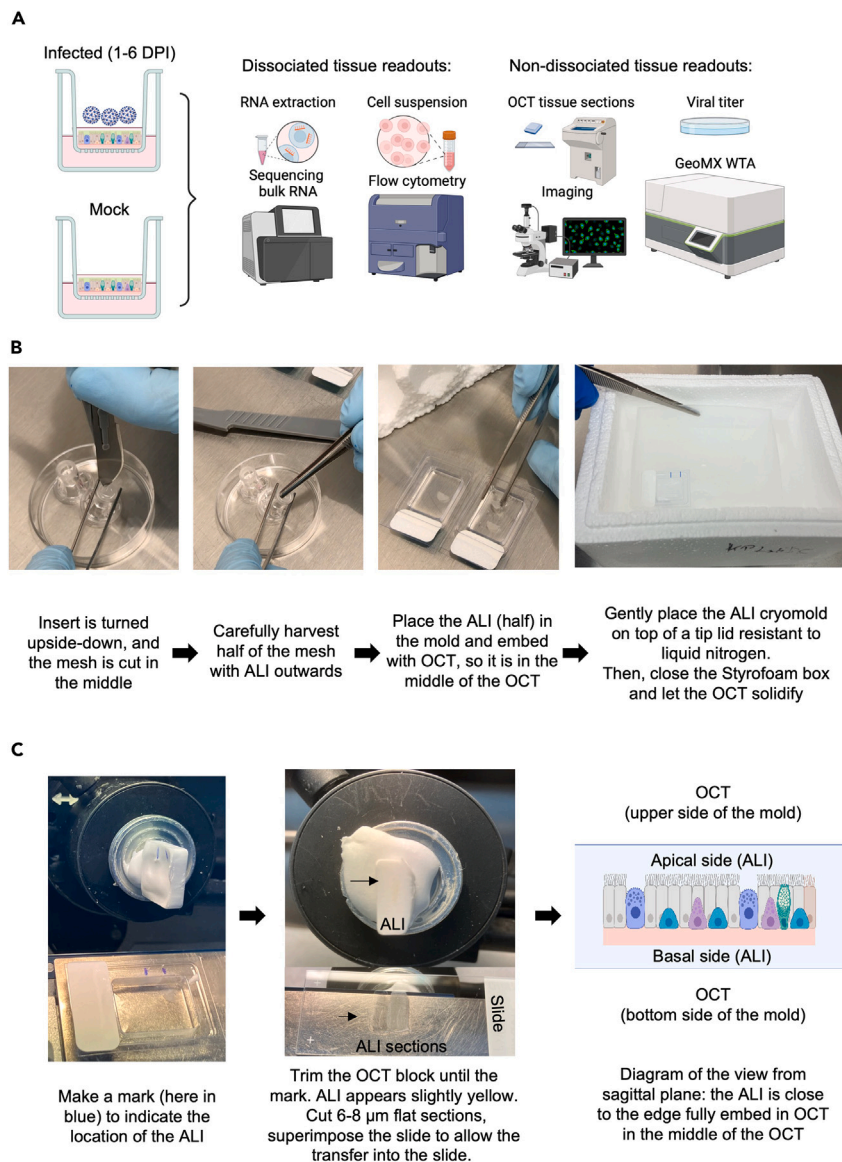 A
Infected (1-6 DPI)
Mock
Dissociated tissue readouts:
RNA extraction
Cell suspension
Sequencing
bulk RNA
Flow cytometry
Non-dissociated tissue readouts:
OCT tissue sections
Viral titer
Imaging
GeoMX WTA
B
Insert is turned
upside-down, and
the mesh is cut in
the middle
Carefully harvest
half of the mesh
with ALI outwards
Place the ALI (half) in
the mold and embed
with OCT, so it is in the
middle of the OCT
Gently place the ALI cryomold
on top of a tip lid resistant to
liquid nitrogen.
Then, close the Styrofoam box
and let the OCT solidify
C
Make a mark (here in
blue) to indicate the
location of the ALI
ALI
Slide
ALI sections
Trim the OCT block until the
mark. ALI appears slightly yellow.
Cut 6-8 µm flat sections,
superimpose the slide to allow the
transfer into the slide.
OCT
(upper side of the mold)
Apical side (ALI)
Basal side (ALI)
OCT
(bottom side of the mold)
Diagram of the view from
sagittal plane: the ALI is close
to the edge fully embed in OCT
in the middle of the OCT